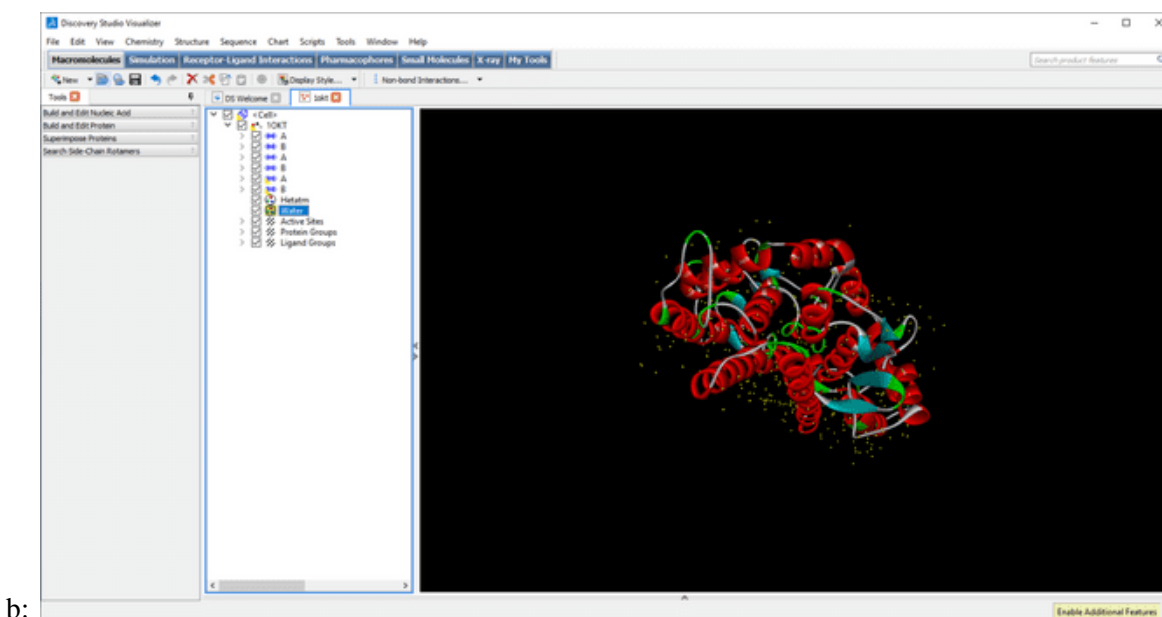 Discovery Studio Visualizer
File Edit View Chemistry Structure Sequence Chart Scripts Tools Window Help
Macromolecules Simulation Receptor-Ligand Interactions Pharmacophores Small Molecules X-ray My Tools
Search product features
New Display Style... Non-bond Interactions...
Tools
DS Welcome 1okt
Build and Edit Nucleic Acid
Build and Edit Protein
Superimpose Proteins
Search Side-Chain Rotamers
<Cell>
1OKT
A
B
A
B
A
B
Hetatm
Water
Active Sites
Protein Groups
Ligand Groups
b:
Enable Additional Features